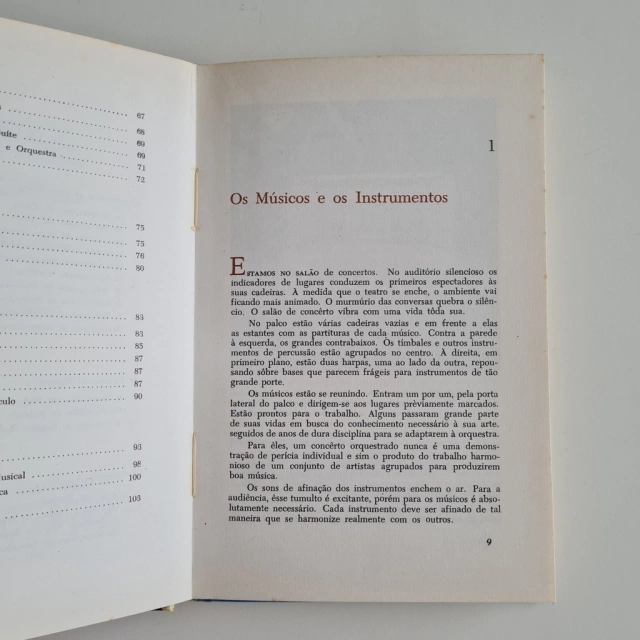 67
68
uite 69
e Orquestra 69
71
72
75
75
76
80
83
83
85
87
87
87
culo 90
93
usical 98
ca 100
103
1
Os Músicos e os Instrumentos
ESTAMOS NO SALÃO de concertos. No auditório silencioso os
indicadores de lugares conduzem os primeiros espectadores às
suas cadeiras. À medida que o teatro se enche, o ambiente vai
ficando mais animado. O murmúrio das conversas quebra o silên-
cio. O salão de concêrto vibra com uma vida tôda sua.
No palco estão várias cadeiras vazias e em frente a elas
as estantes com as partituras de cada músico. Contra a parede
à esquerda, os grandes contrabaixos. Os timbales e outros instrumen-
tos de percussão estão agrupados no centro. À direita, em
primeiro plano, estão duas harpas, uma ao lado da outra, repou-
sando sôbre bases que parecem frágeis para instrumentos de tão
grande porte.
Os músicos estão se reunindo. Entram um por um, pela porta
lateral do palco e dirigem-se aos lugares prèviamente marcados.
Estão prontos para o trabalho. Alguns passaram grande parte
de suas vidas em busca do conhecimento necessário à sua arte,
seguidos de anos de dura disciplina para se adaptarem à orquestra.
Para êles, um concêrto orquestrado nunca é uma demons-
tração de perícia individual e sim o produto do trabalho harmo-
nioso de um conjunto de artistas agrupados para produzirem
boa música.
Os sons de afinação dos instrumentos enchem o ar. Para a
audiência, êsse tumulto é excitante, porém para os músicos é abso-
lutamente necessário. Cada instrumento deve ser afinado de tal
maneira que se harmonize realmente com os outros.
9